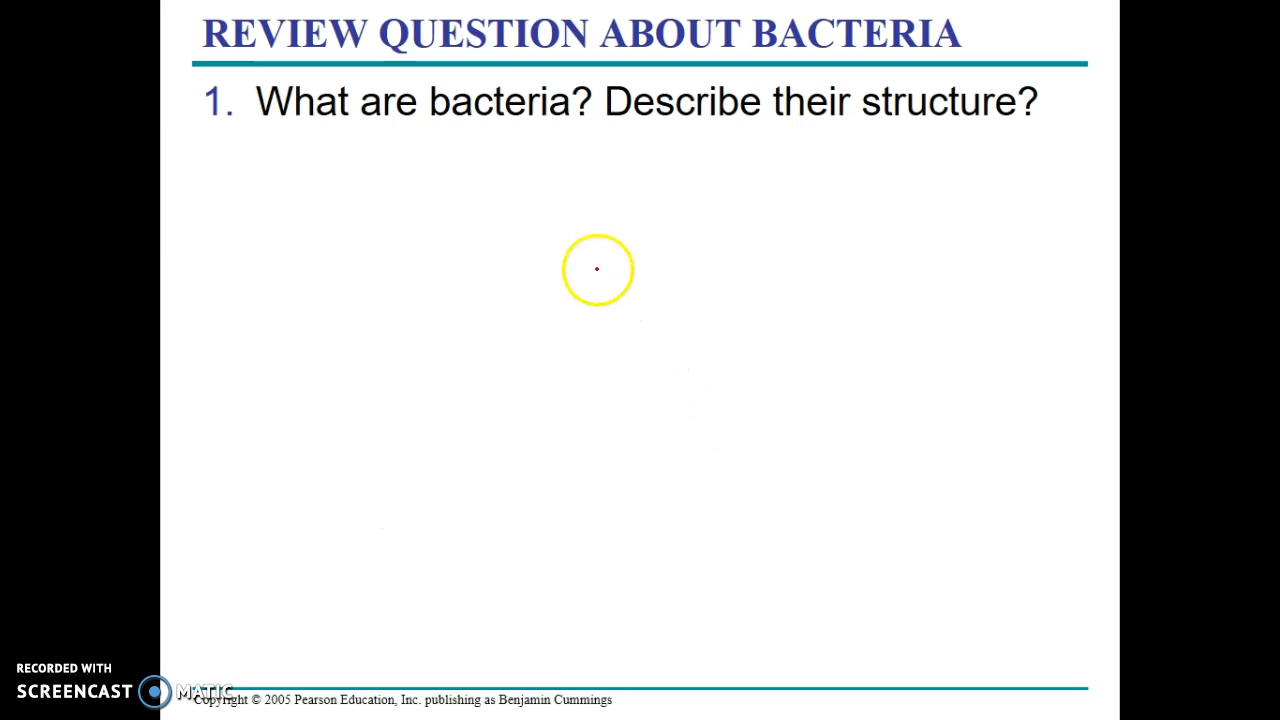 REVIEW QUESTION ABOUT BACTERIA
1. What are bacteria? Describe their structure?
RECORDED WITH
SCREENCAST MATIC
Copyright © 2005 Pearson Education, Inc. publishing as Benjamin Cummings